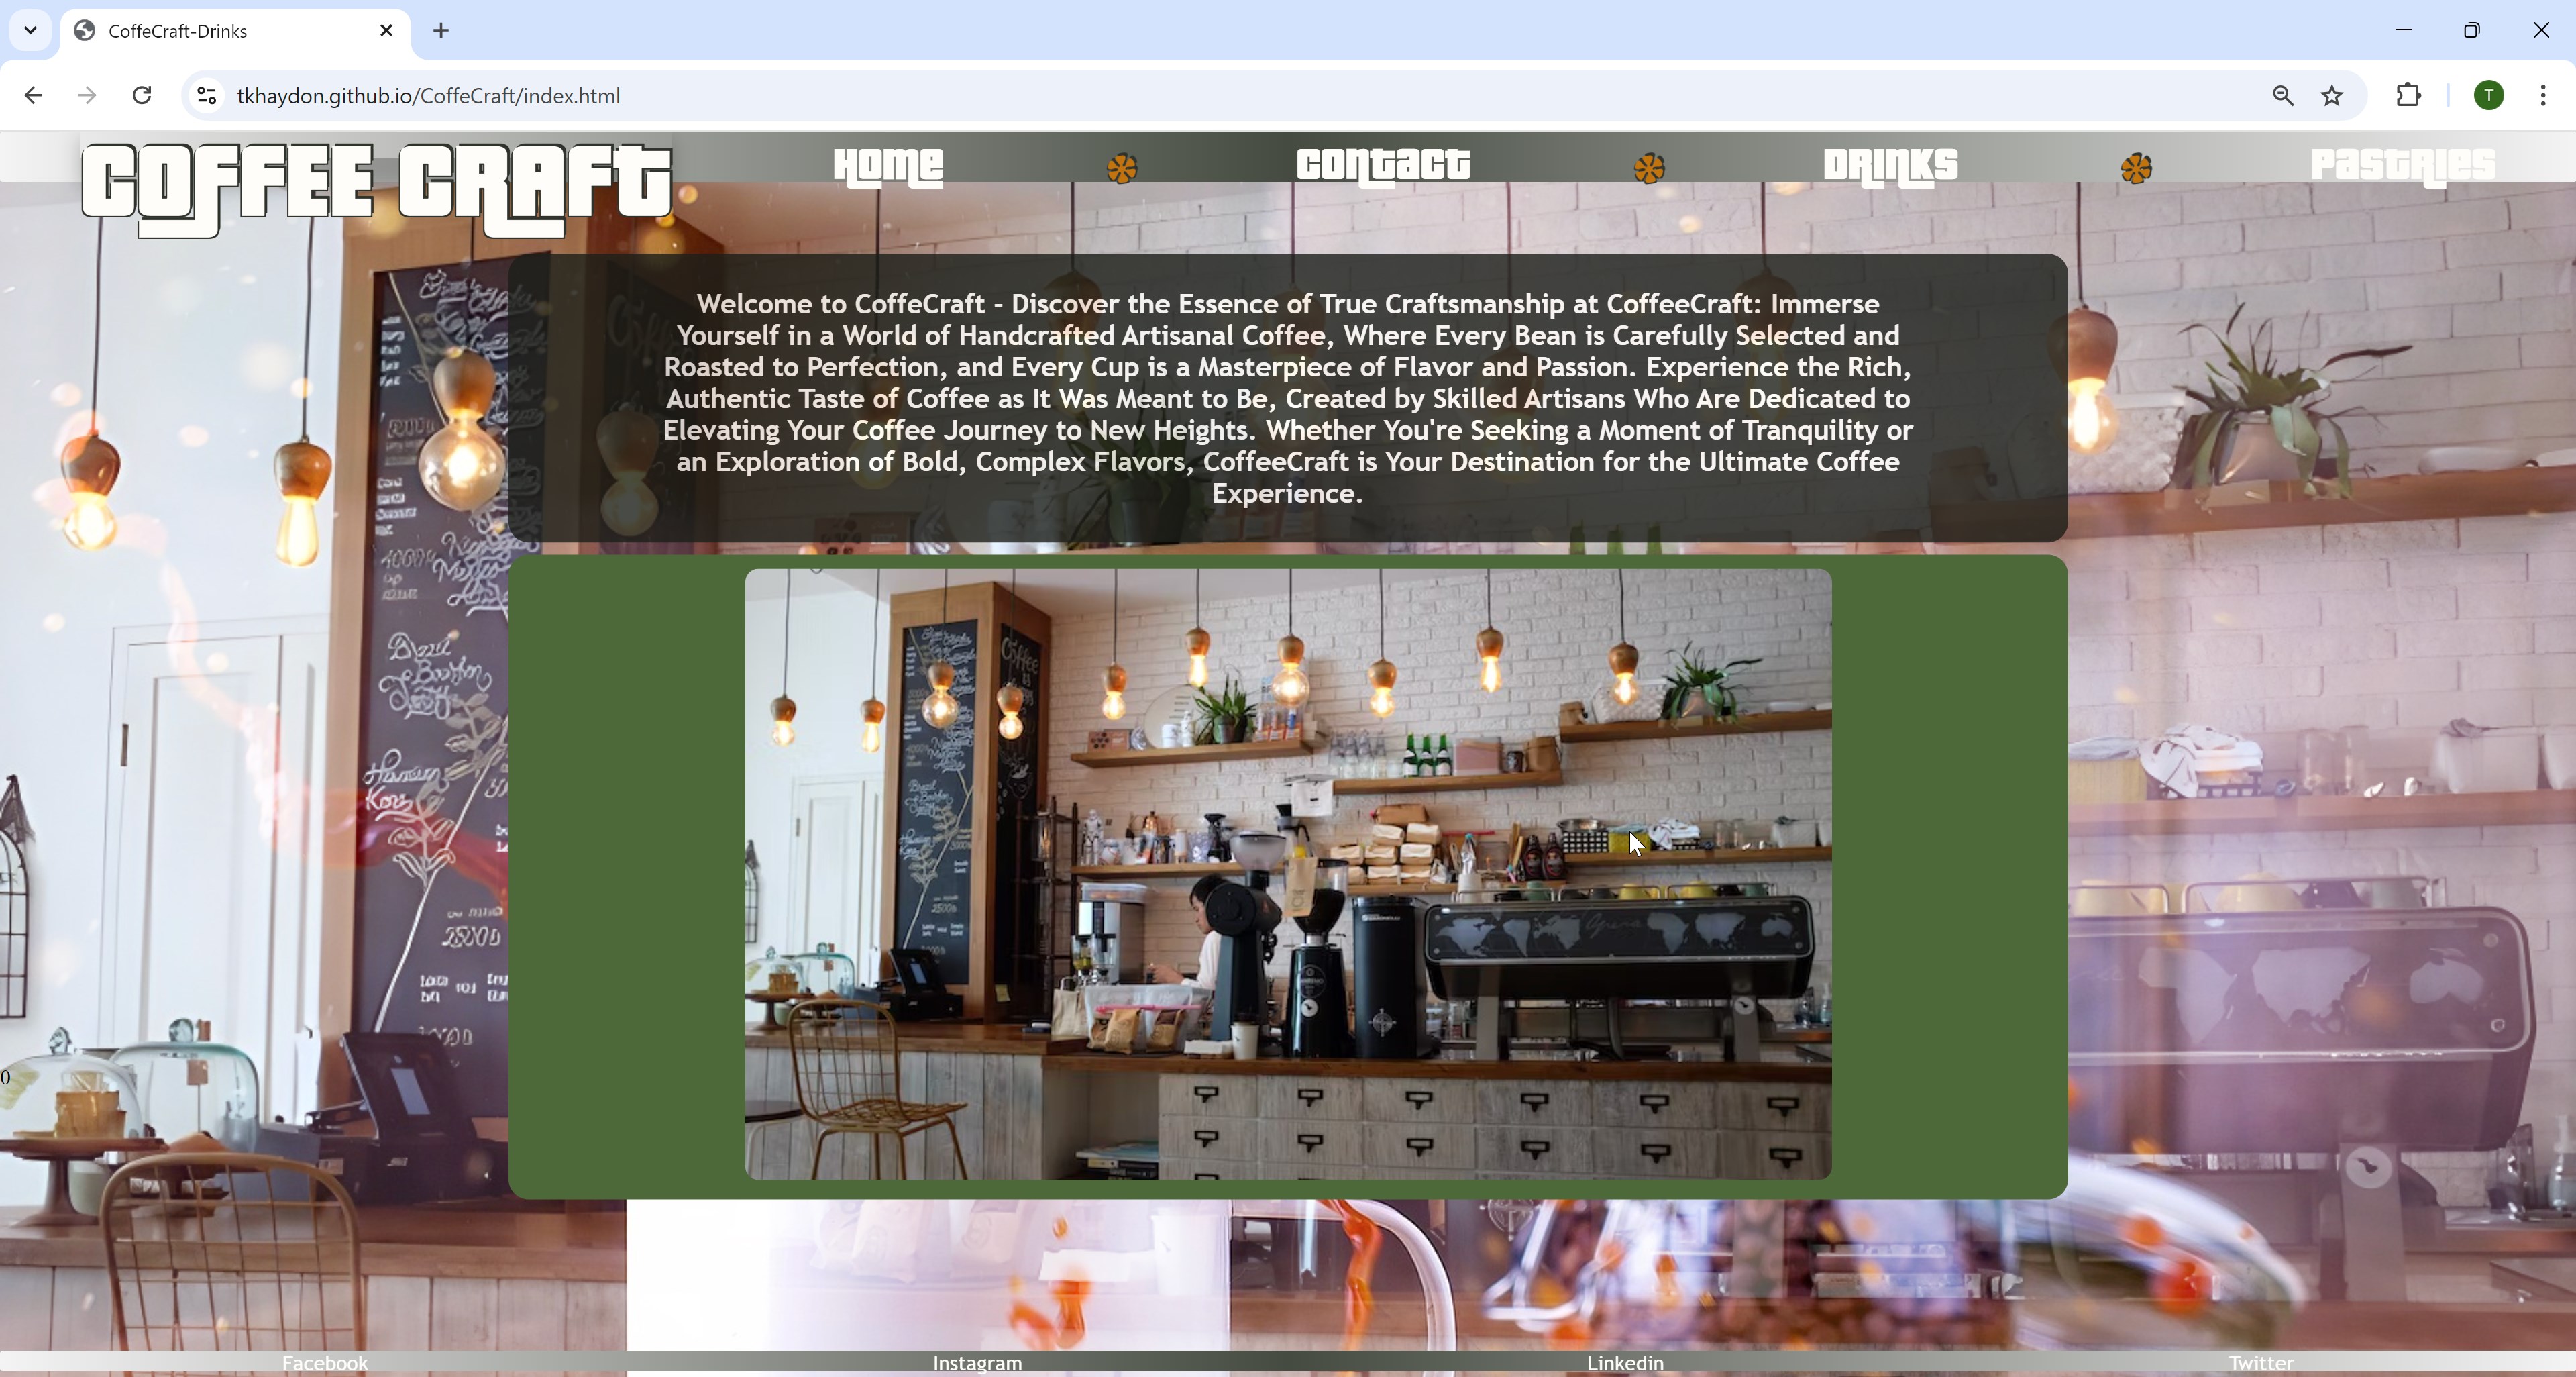 CoffeCraft-Drinks
tkhaydon.github.io/CoffeCraft/index.html
T
COFFEE CRAFT
Home
Contact
Drinks
Pastries
Welcome to CoffeCraft - Discover the Essence of True Craftsmanship at CoffeeCraft: Immerse
Yourself in a World of Handcrafted Artisanal Coffee, Where Every Bean is Carefully Selected and
Roasted to Perfection, and Every Cup is a Masterpiece of Flavor and Passion. Experience the Rich,
Authentic Taste of Coffee as It Was Meant to Be, Created by Skilled Artisans Who Are Dedicated to
Elevating Your Coffee Journey to New Heights. Whether You're Seeking a Moment of Tranquility or
an Exploration of Bold, Complex Flavors, CoffeeCraft is Your Destination for the Ultimate Coffee
Experience.
Coffee
0
Facebook
Instagram
Linkedin
Twitter